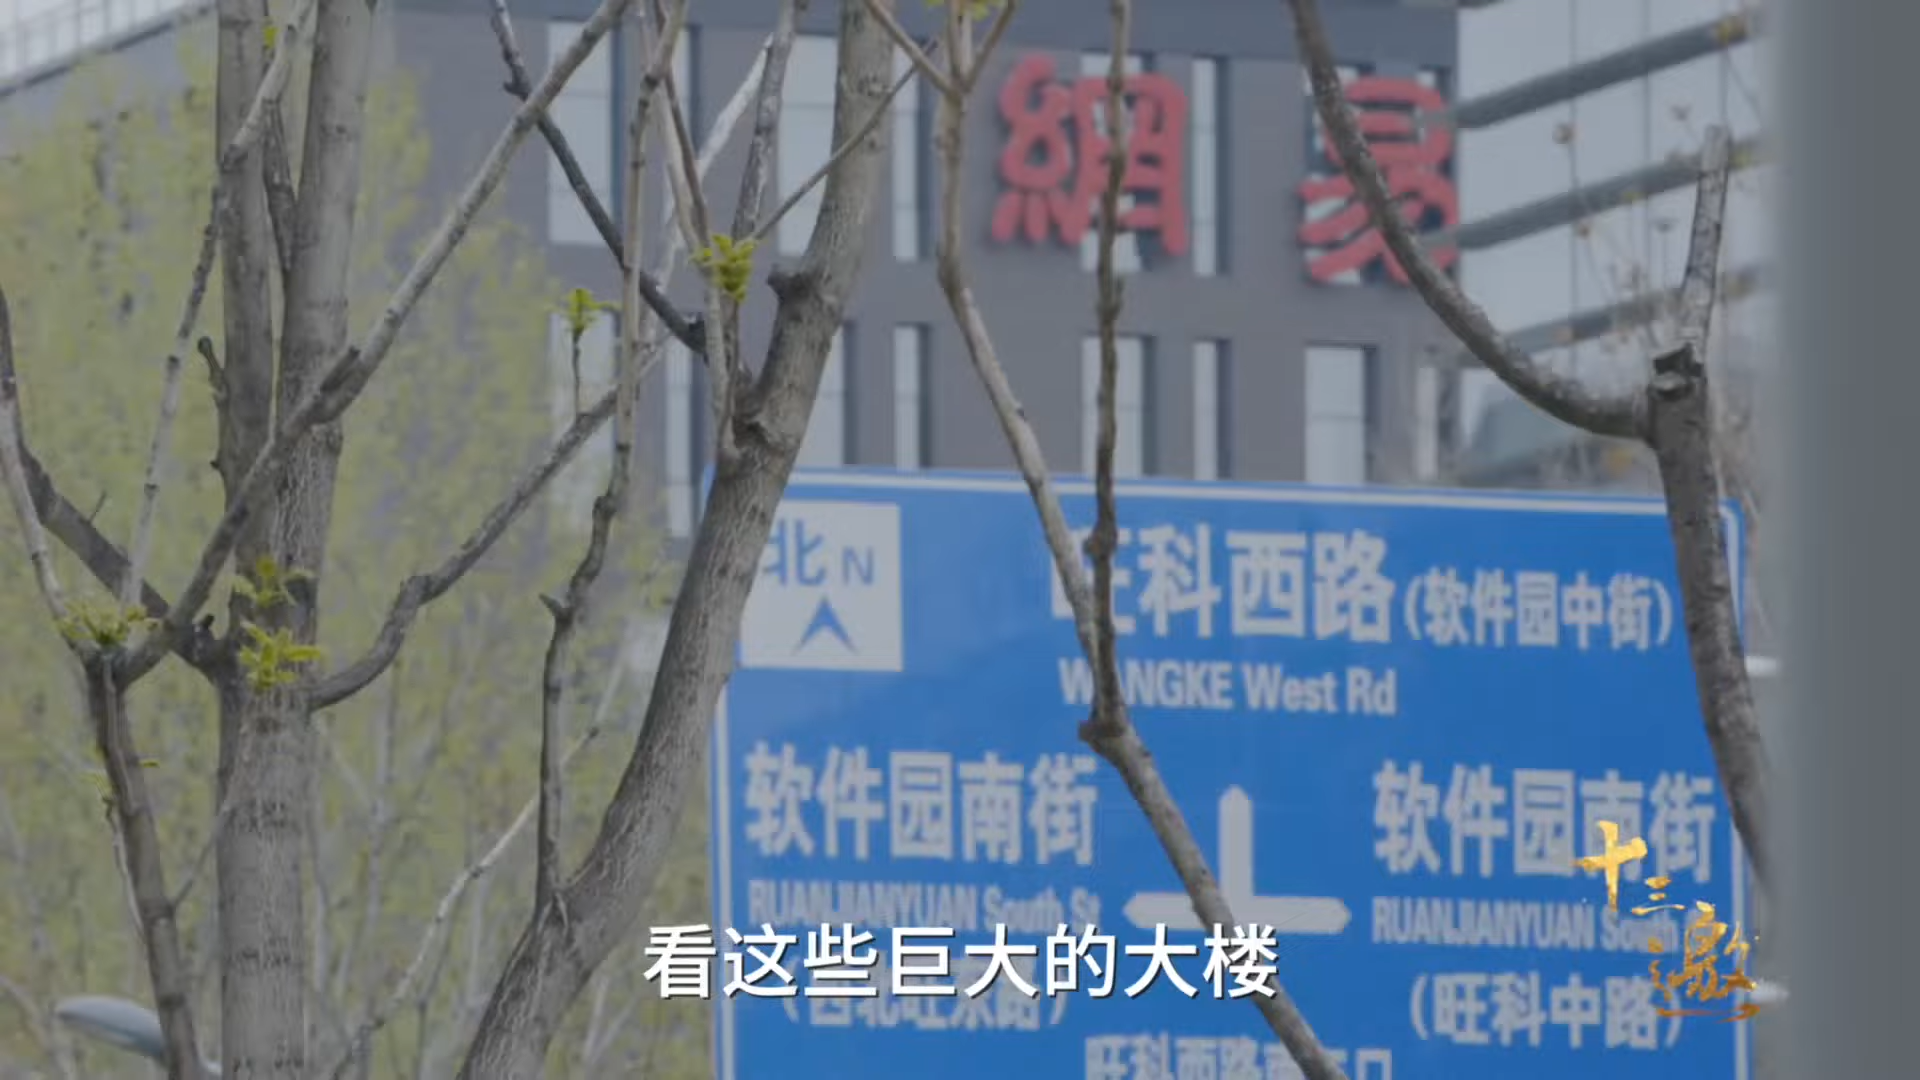 網易
北 N
旺科西路(软件园中街)
WANGKE West Rd
软件园南街
软件园南街
RUANJIANYUAN South St
RUANJIANYUAN South
看这些巨大的大楼
(旺科中路)
十三邀